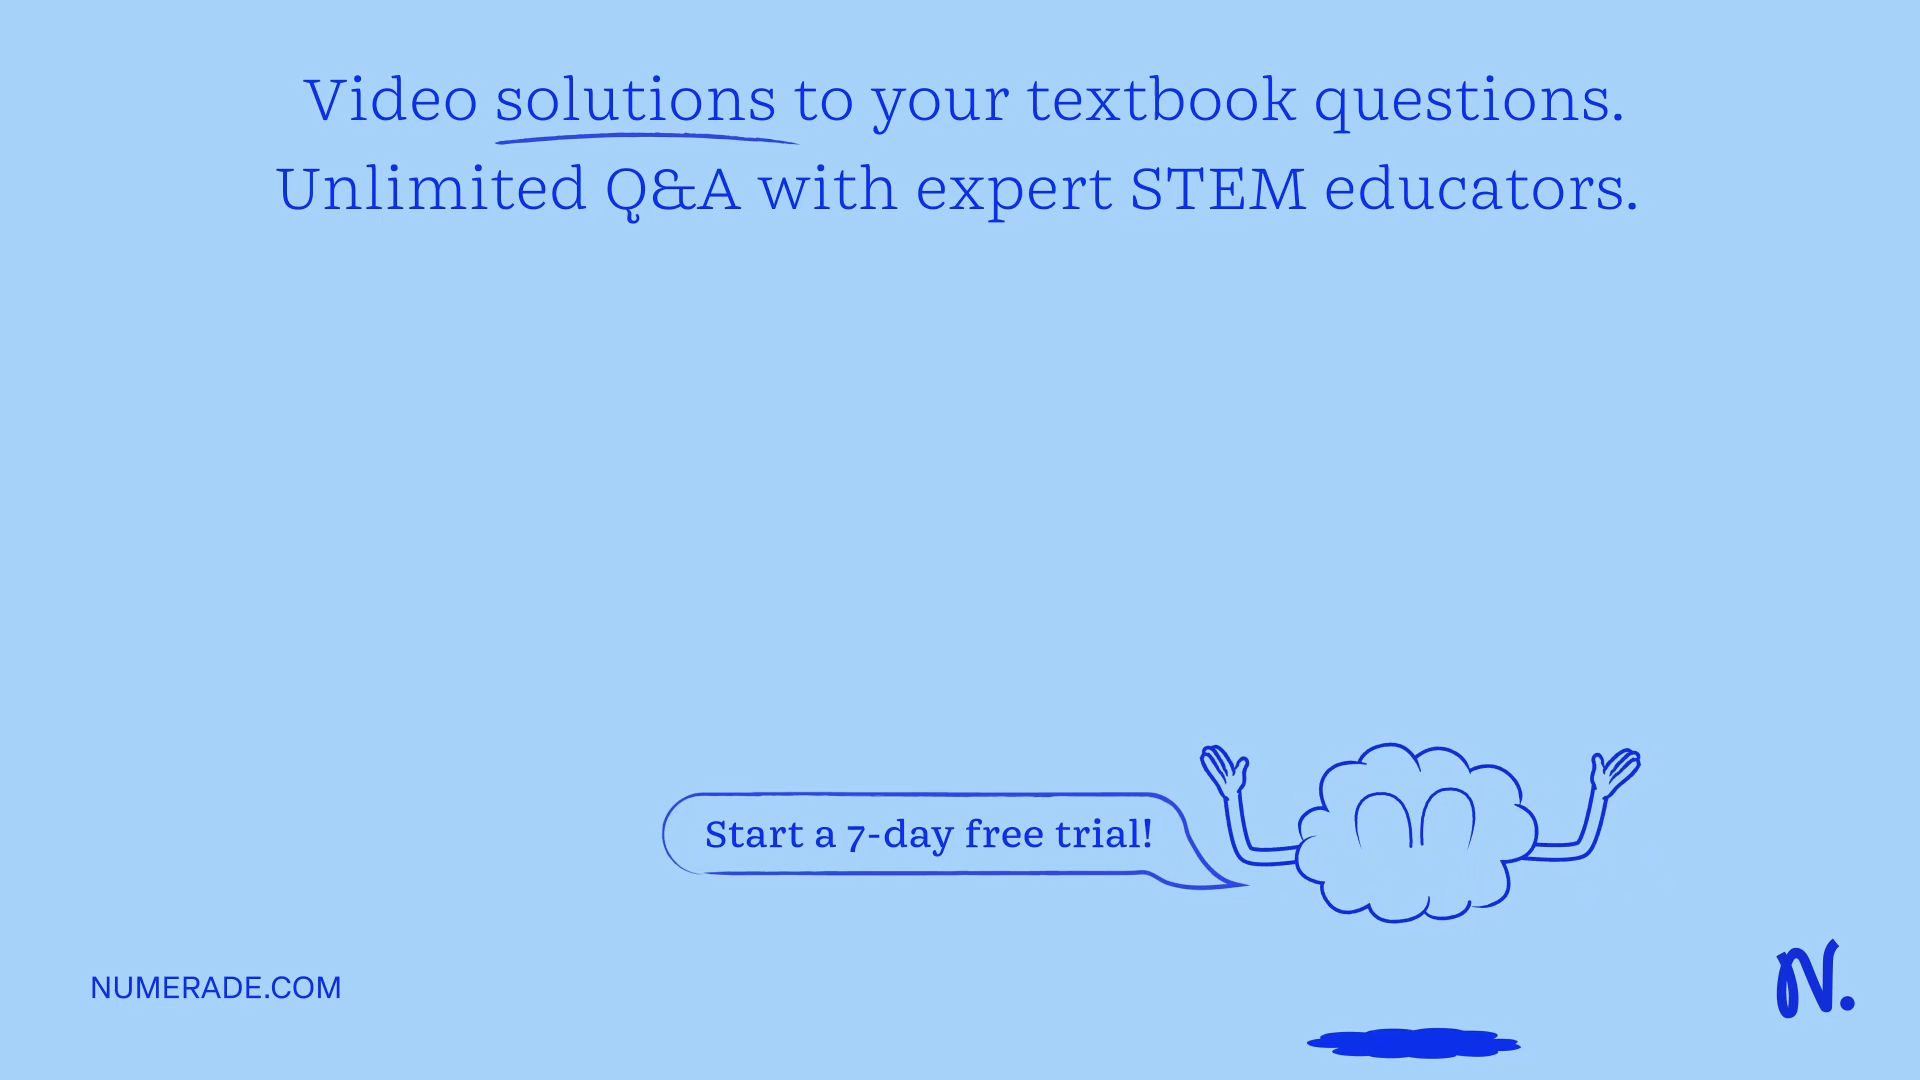 Video solutions to your textbook questions.
Unlimited Q&A with expert STEM educators.
Start a 7-day free trial!
NUMERADE.COM
N.